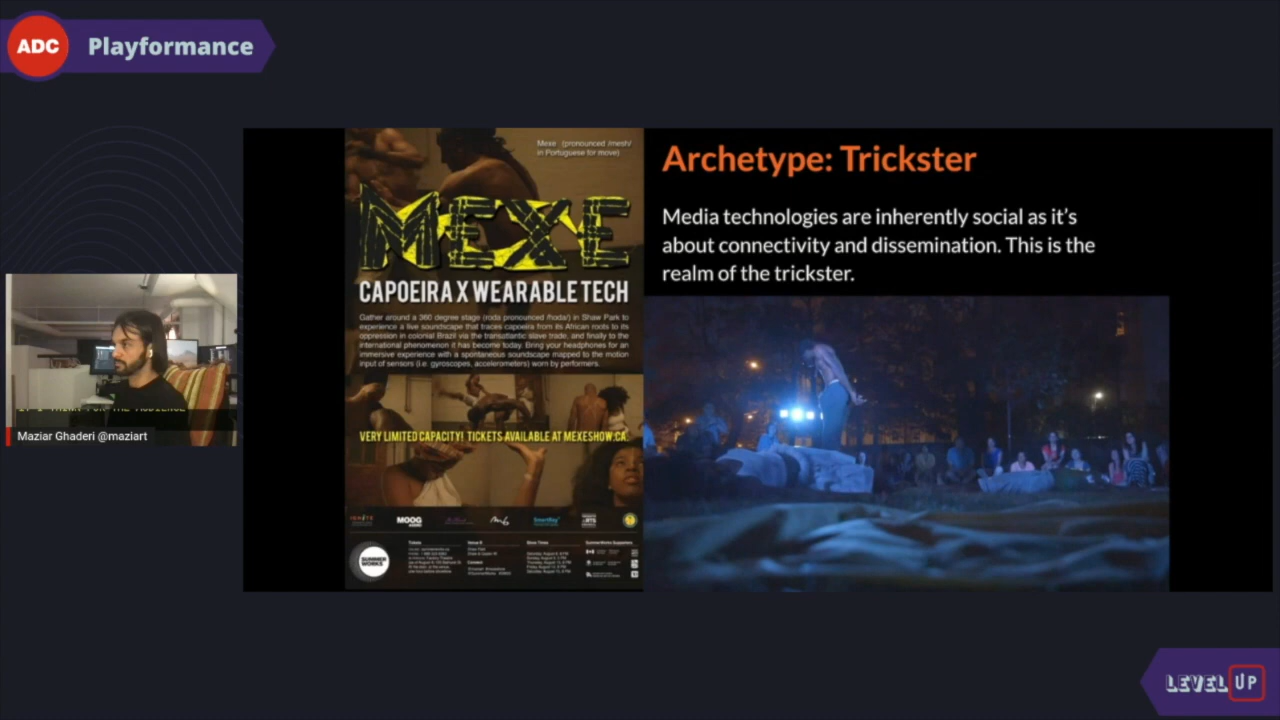 ADC
Playformance
Mexe (pronounced /mesh/
in Portuguese for move)
MEXE
CAPOEIRA X WEARABLE TECH
Gather around a 360 degree stage (roda pronounced /hoda/) in Shaw Park to
experience a live soundscape that traces capoeira from its African roots to its
oppression in colonial Brazil via the transatlantic slave trade, and finally to the
international phenomenon it has become today. Bring your headphones for an
immersive experience with a spontaneous soundscape mapped to the motion
input of sensors (i.e. gyroscopes, accelerometers) worn by performers.
VERY LIMITED CAPACITY! TICKETS AVAILABLE AT MEXESHOW.CA
MOOG
SUMMER
WORKS
Tickets
Show Times
Archetype: Trickster
Media technologies are inherently social as it’s
about connectivity and dissemination. This is the
realm of the trickster.
Maziar Ghaderi @maziart
LEVEL UP